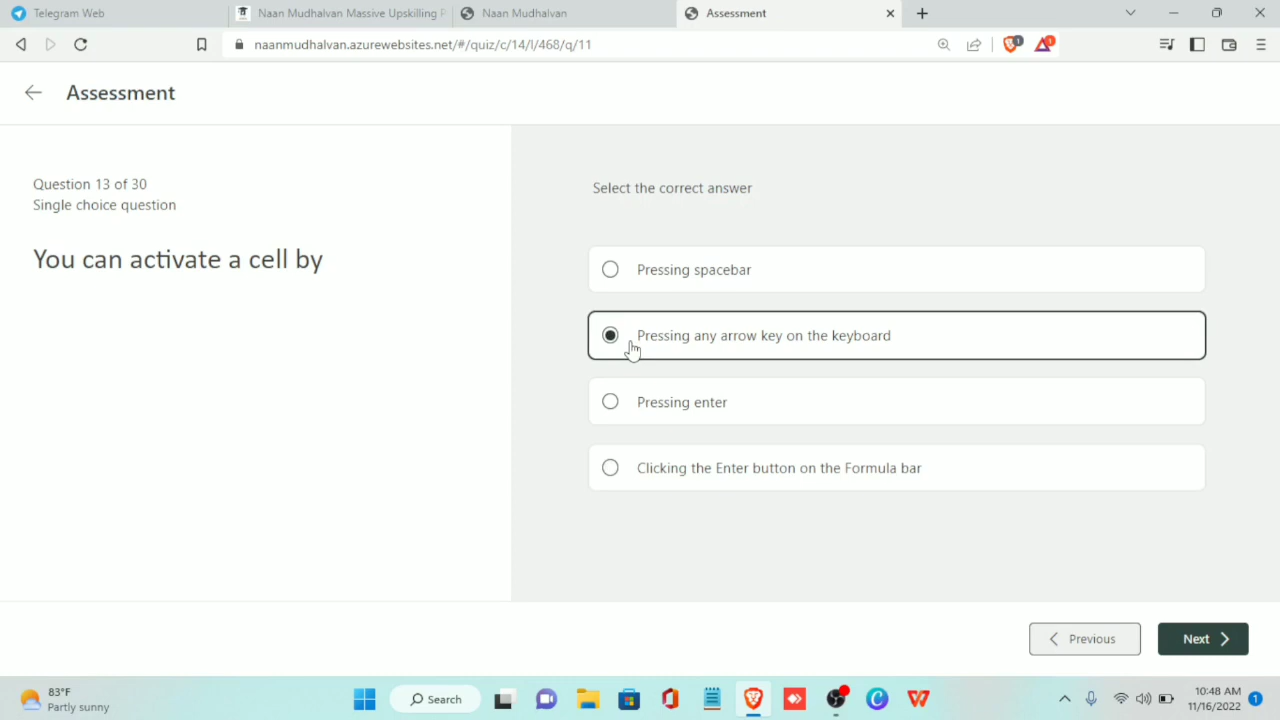 Telegram Web
Naan Mudhalvan Massive Upskilling P
Naan Mudhalvan
Assessment
naanmudhalvan.azurewebsites.net/#/quiz/c/14/l/468/q/11
1
1
Assessment
Question 13 of 30
Single choice question
You can activate a cell by
Select the correct answer
Pressing spacebar
Pressing any arrow key on the keyboard
Pressing enter
Clicking the Enter button on the Formula bar
Previous
Next
83°F
Partly sunny
Search
10:48 AM
11/16/2022
1